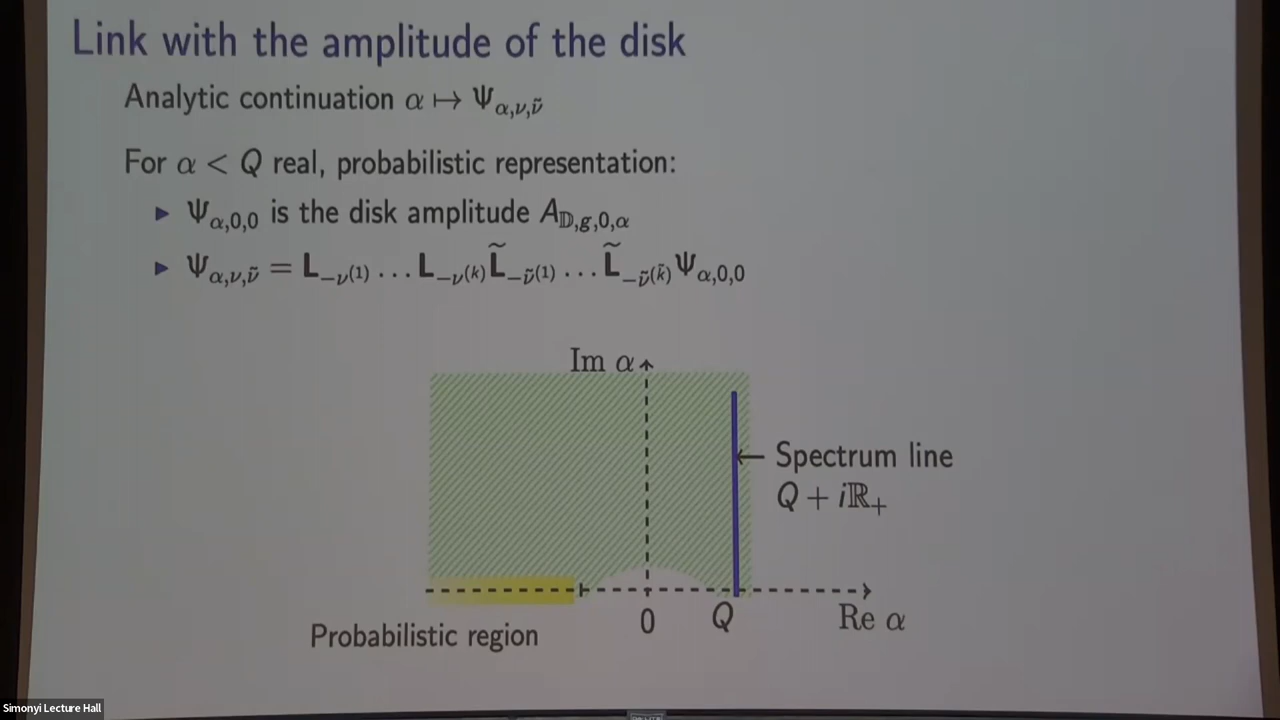 Link with the amplitude of the disk
Analytic continuation α ↦ Ψ_{α,ν,ν̃}
For α < Q real, probabilistic representation:
▶ Ψ_{α,0,0} is the disk amplitude A_{𝔻,g,0,α}
▶ Ψ_{α,ν,ν̃} = L_{−ν(1)} … L_{−ν(k)} L̃_{−ν̃(1)} … L̃_{−ν̃(k̃)} Ψ_{α,0,0}
Im α
Spectrum line
Q + iℝ₊
0
Q
Re α
Probabilistic region
Simonyi Lecture Hall